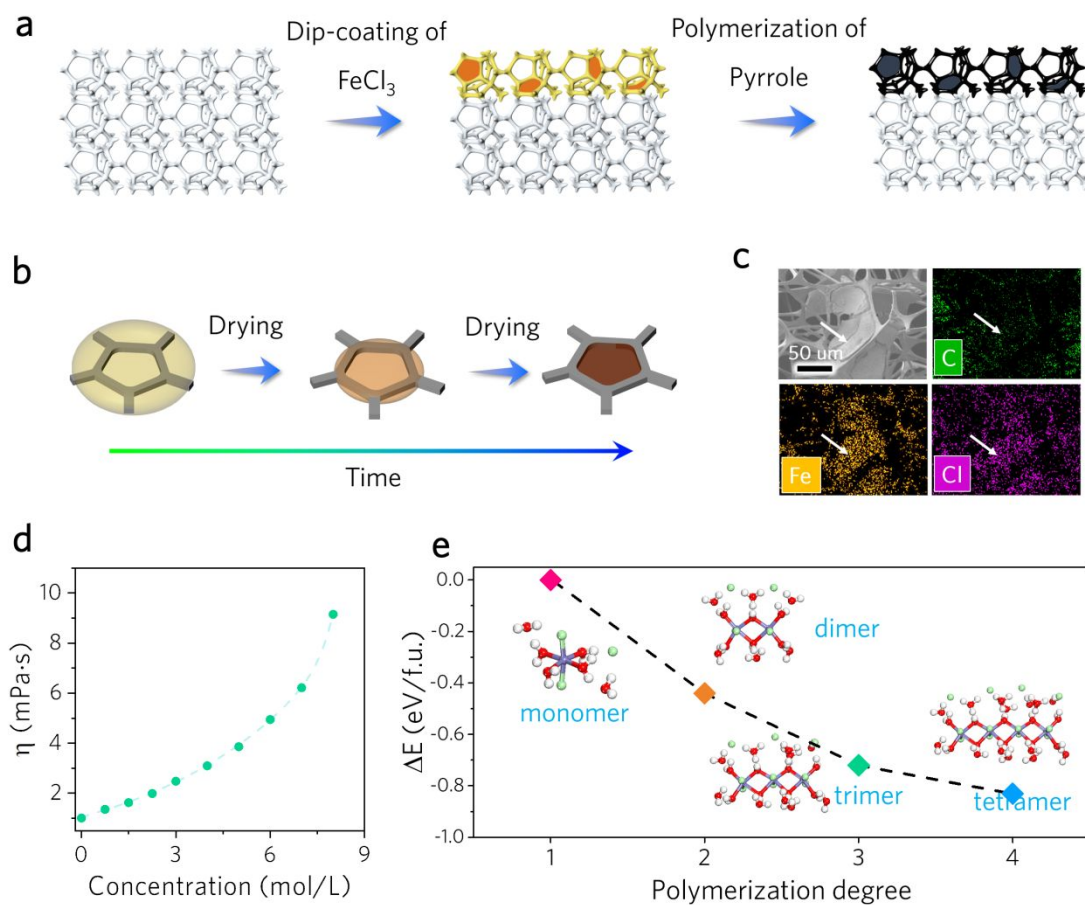 a
Dip-coating of
FeCl₃
Polymerization of
Pyrrole
b
Drying
Drying
Time
c
50 um
C
Fe
Cl
d
η (mPa·s)
10
8
6
4
2
0
3
6
9
Concentration (mol/L)
e
ΔE (eV/f.u.)
0.0
-0.2
-0.4
-0.6
-0.8
-1.0
monomer
dimer
trimer
tetramer
1
2
3
4
Polymerization degree